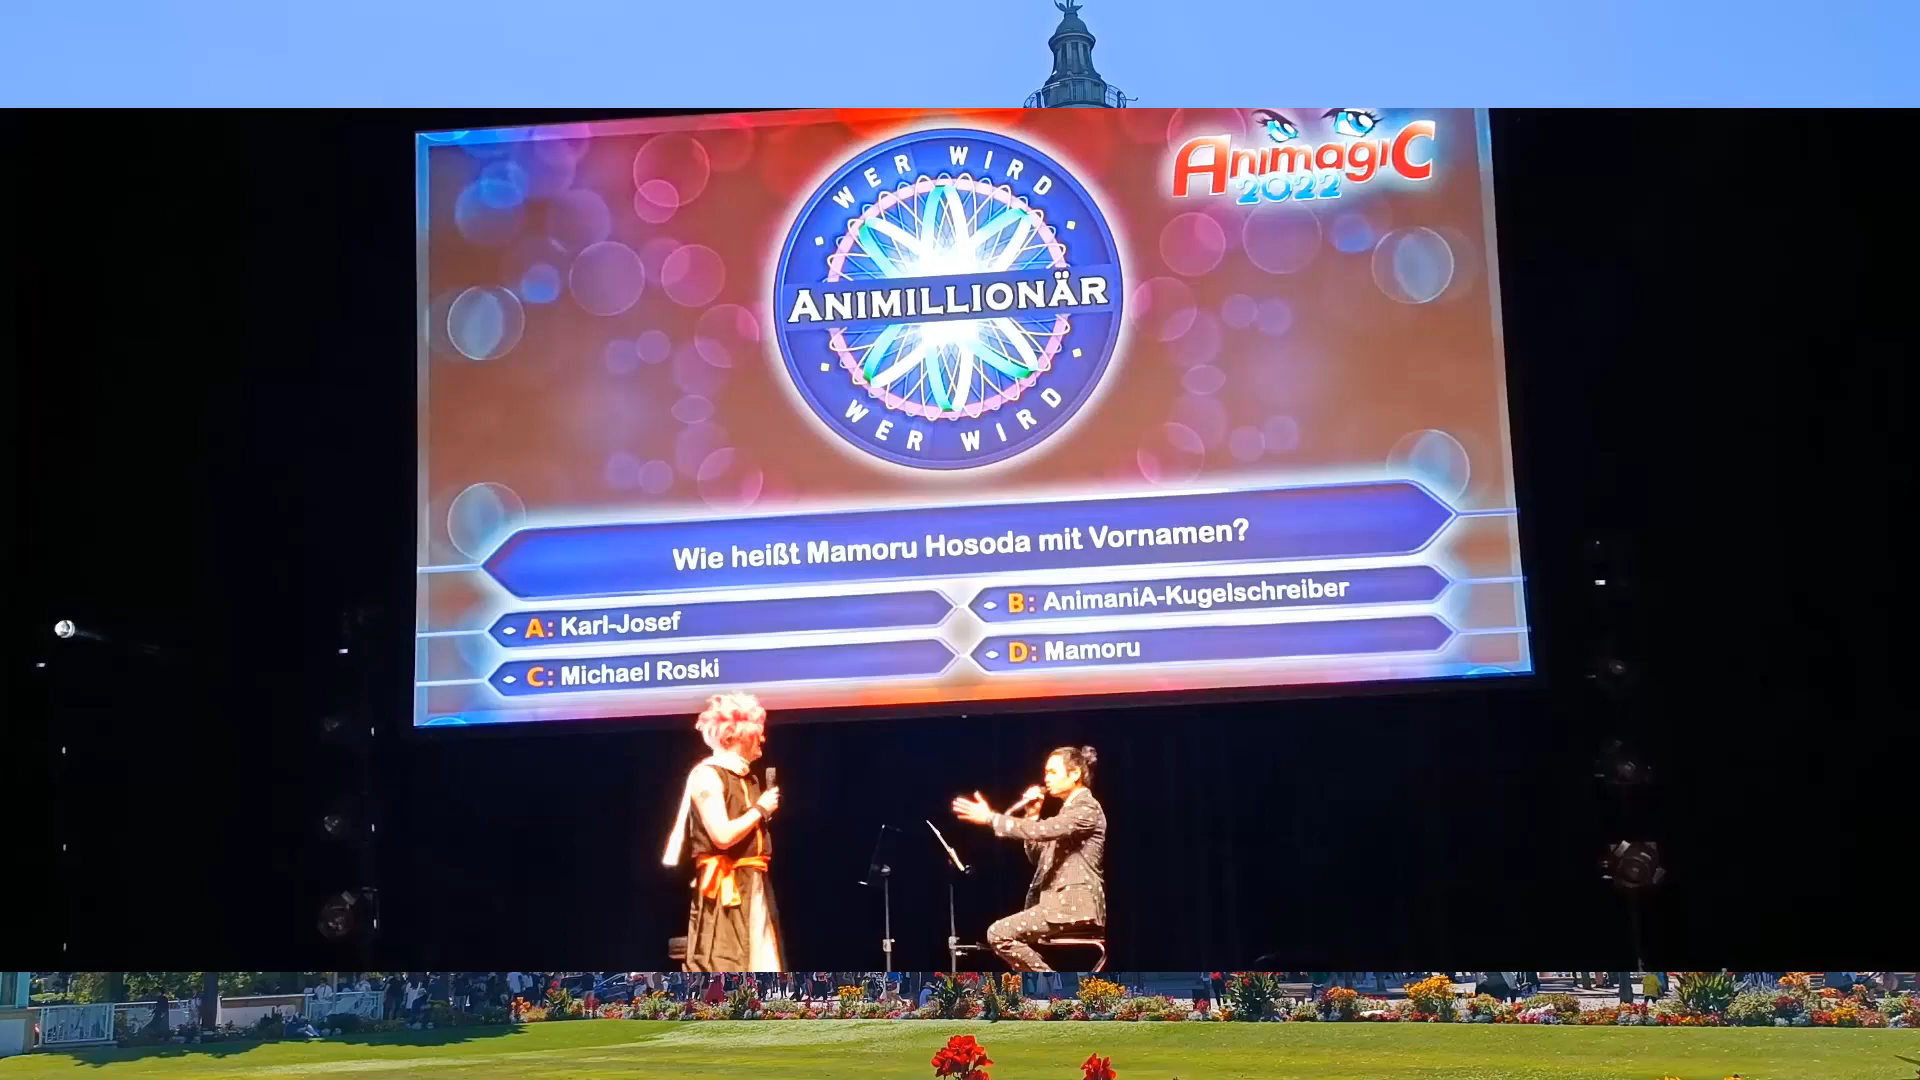 AnimagiC
2022
WER WIRD
ANIMILLIONÄR
WER WIRD
Wie heißt Mamoru Hosoda mit Vornamen?
A: Karl-Josef
B: AnimaniA-Kugelschreiber
C: Michael Roski
D: Mamoru